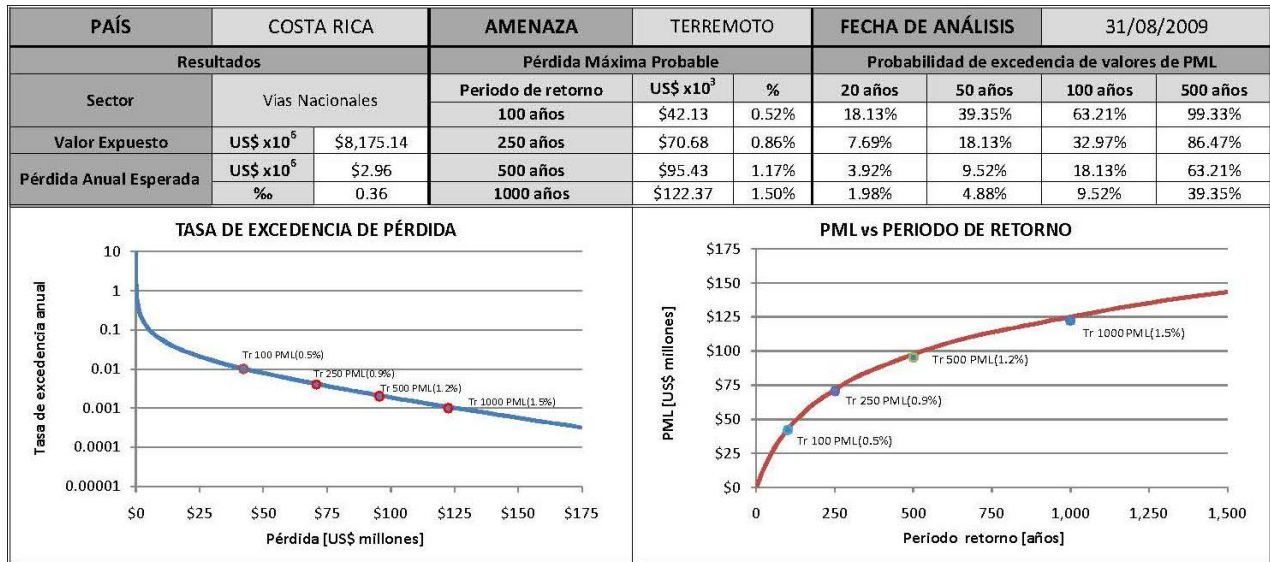 PAÍS COSTA RICA AMENAZA TERREMOTO FECHA DE ANÁLISIS 31/08/2009
Resultados Pérdida Máxima Probable Probabilidad de excedencia de valores de PML
Sector Vias Nacionales Periodo de retorno US$ x10³ % 20 años 50 años 100 años 500 años
100 años $42.13 0.52% 18.13% 39.35% 63.21% 99.33%
Valor Expuesto US$ x10⁶ $8,175.14 250 años $70.68 0.86% 7.69% 18.13% 32.97% 86.47%
Pérdida Anual Esperada US$ x10⁶ $2.96 500 años $95.43 1.17% 3.92% 9.52% 18.13% 63.21%
‰ 0.36 1000 años $122.37 1.50% 1.98% 4.88% 9.52% 39.35%
TASA DE EXCEDENCIA DE PÉRDIDA
Tasa de excedencia anual
10
1
0.1
0.01
0.001
0.0001
0.00001
Tr 100 PML(0.5%)
Tr 250 PML(0.9%)
Tr 500 PML(1.2%)
Tr 1000 PML(1.5%)
$0 $25 $50 $75 $100 $125 $150 $175
Pérdida [US$ millones]
PML vs PERIODO DE RETORNO
PML [US$ millones]
$175
$150
$125
$100
$75
$50
$25
$0
Tr 1000 PML(1.5%)
Tr 500 PML(1.2%)
Tr 250 PML(0.9%)
Tr 100 PML(0.5%)
0 250 500 750 1,000 1,250 1,500
Periodo retorno [años]